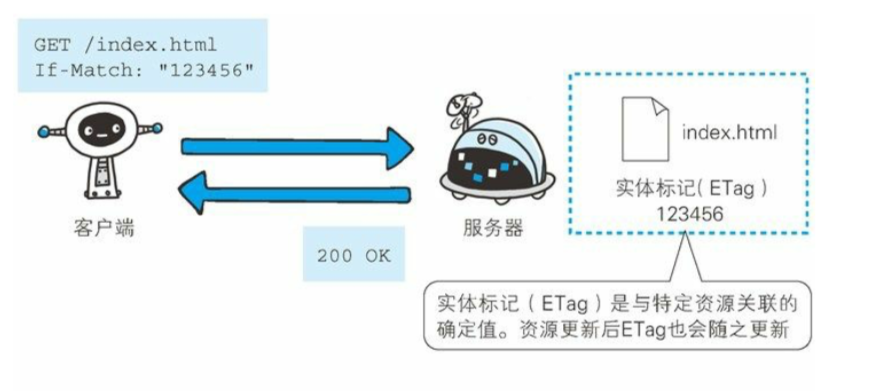 GET /index.html
If-Match: "123456"
index.html
实体标记(ETag)
123456
客户端
服务器
200 OK
实体标记(ETag)是与特定资源关联的
确定值。资源更新后ETag也会随之更新